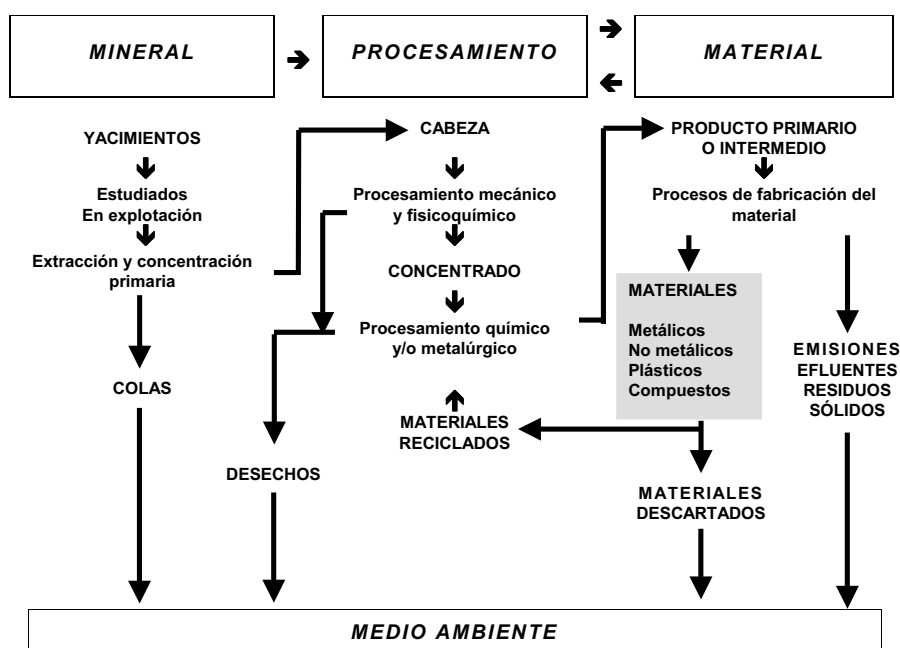 MINERAL
PROCESAMIENTO
MATERIAL
YACIMIENTOS
Estudiados
En explotación
Extracción y concentración
primaria
COLAS
CABEZA
Procesamiento mecánico
y fisicoquímico
CONCENTRADO
Procesamiento químico
y/o metalúrgico
MATERIALES
RECICLADOS
DESECHOS
PRODUCTO PRIMARIO
O INTERMEDIO
Procesos de fabricación del
material
MATERIALES
Metálicos
No metálicos
Plásticos
Compuestos
EMISIONES
EFLUENTES
RESIDUOS
SÓLIDOS
MATERIALES
DESCARTADOS
MEDIO AMBIENTE